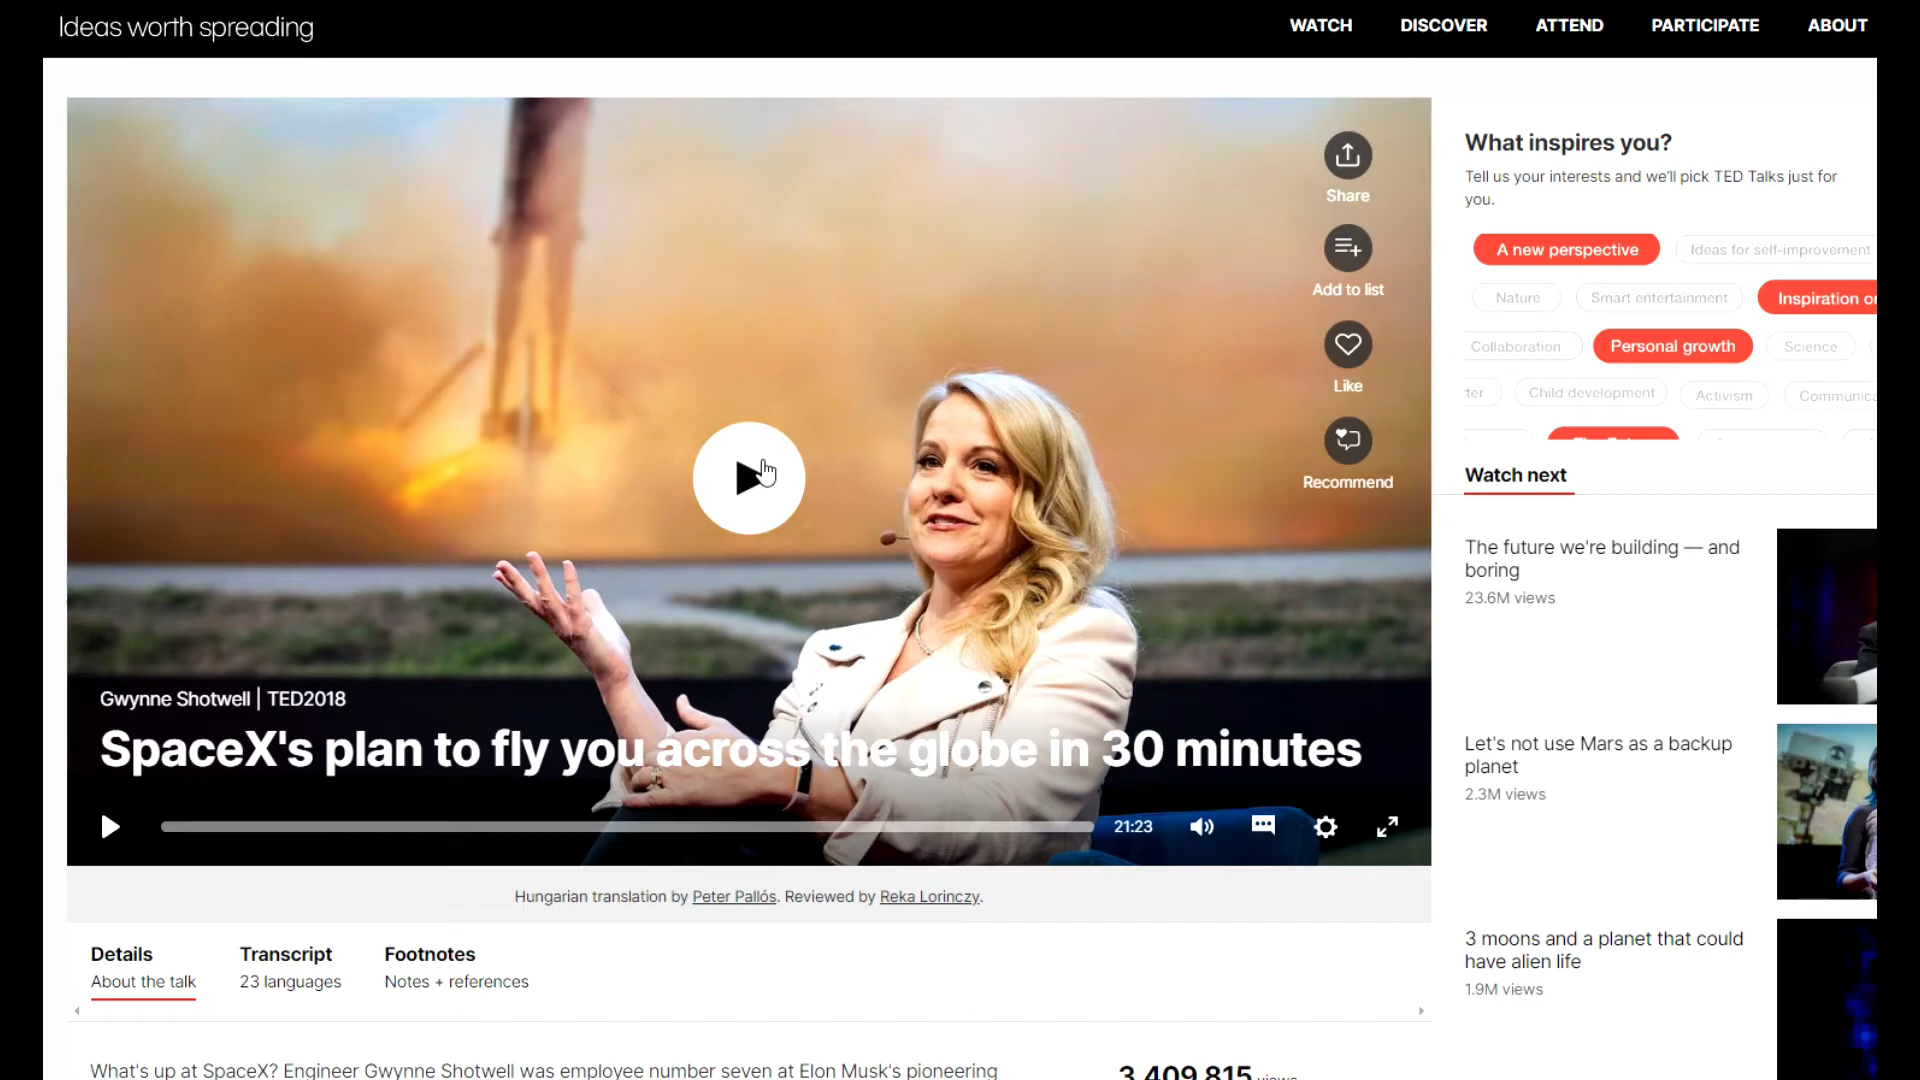 Ideas worth spreading
WATCH DISCOVER ATTEND PARTICIPATE ABOUT
Share
Add to list
Like
Recommend
Gwynne Shotwell | TED2018
SpaceX's plan to fly you across the globe in 30 minutes
21:23
Hungarian translation by Peter Pallós. Reviewed by Reka Lorinczy.
Details
About the talk
Transcript
23 languages
Footnotes
Notes + references
What's up at SpaceX? Engineer Gwynne Shotwell was employee number seven at Elon Musk's pioneering
3,409,815 views
What inspires you?
Tell us your interests and we'll pick TED Talks just for
you.
A new perspective Ideas for self-improvement
Nature Smart entertainment Inspiration
Collaboration Personal growth Science
Child development Activism
Watch next
The future we're building — and
boring
23.6M views
Let's not use Mars as a backup
planet
2.3M views
3 moons and a planet that could
have alien life
1.9M views